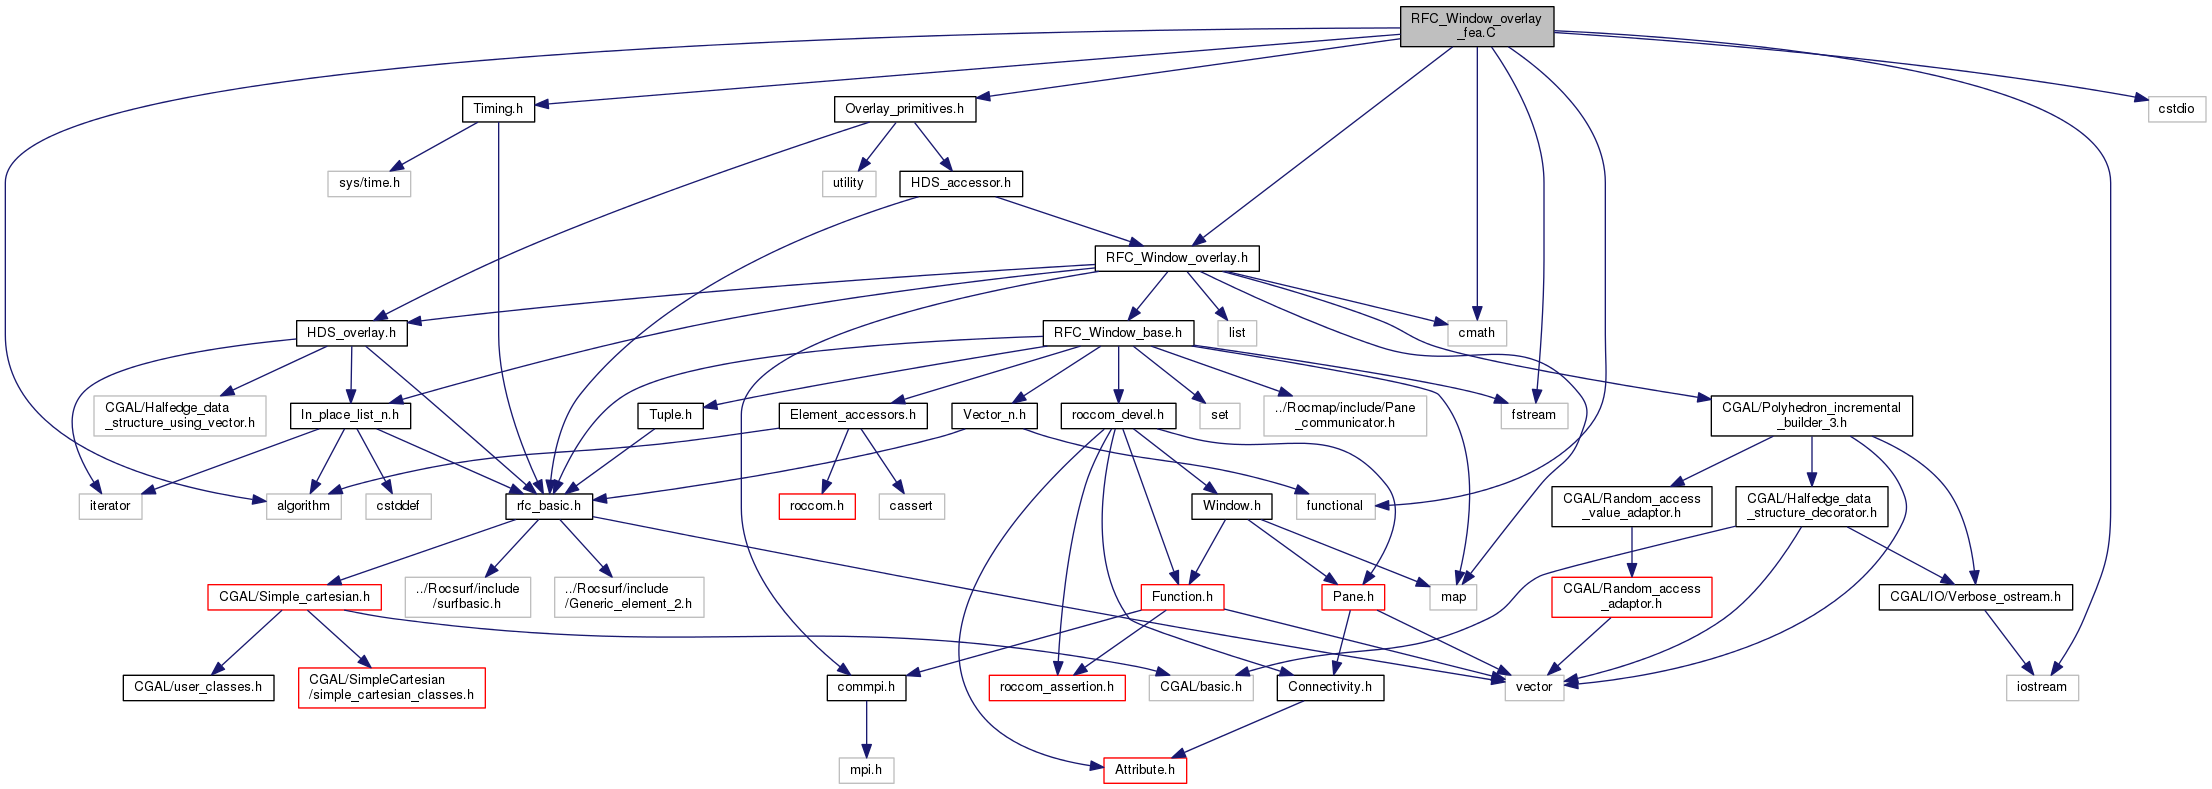 RFC_Window_overlay
_fea.C
Timing.h
Overlay_primitives.h
cstdio
sys/time.h
utility
HDS_accessor.h
RFC_Window_overlay.h
HDS_overlay.h
RFC_Window_base.h
list
cmath
CGAL/Halfedge_data
_structure_using_vector.h
In_place_list_n.h
Tuple.h
Element_accessors.h
Vector_n.h
roccom_devel.h
set
../Rocmap/include/Pane
_communicator.h
fstream
CGAL/Polyhedron_incremental
_builder_3.h
iterator
algorithm
cstddef
rfc_basic.h
roccom.h
cassert
Window.h
functional
CGAL/Random_access
_value_adaptor.h
CGAL/Halfedge_data
_structure_decorator.h
CGAL/Simple_cartesian.h
../Rocsurf/include
/surfbasic.h
../Rocsurf/include
/Generic_element_2.h
Function.h
Pane.h
map
CGAL/Random_access
_adaptor.h
CGAL/IO/Verbose_ostream.h
CGAL/user_classes.h
CGAL/SimpleCartesian
/simple_cartesian_classes.h
commpi.h
roccom_assertion.h
CGAL/basic.h
Connectivity.h
vector
iostream
mpi.h
Attribute.h